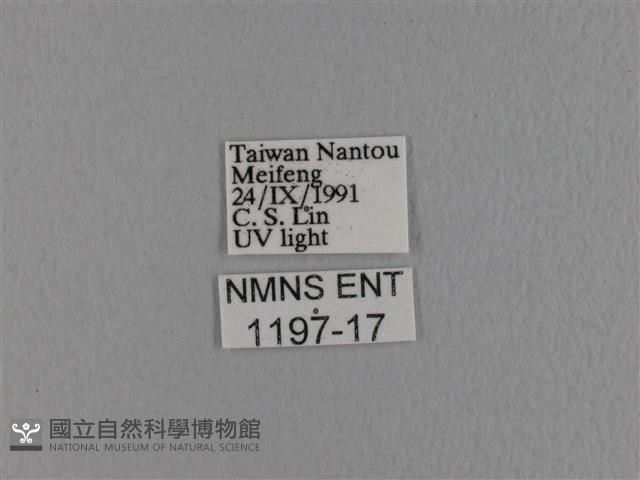 Taiwan Nantou
Meifeng
24/IX/1991
C. S. Lin
UV light
NMNS ENT
1197-17
國立自然科學博物館
NATIONAL MUSEUM OF NATURAL SCIENCE